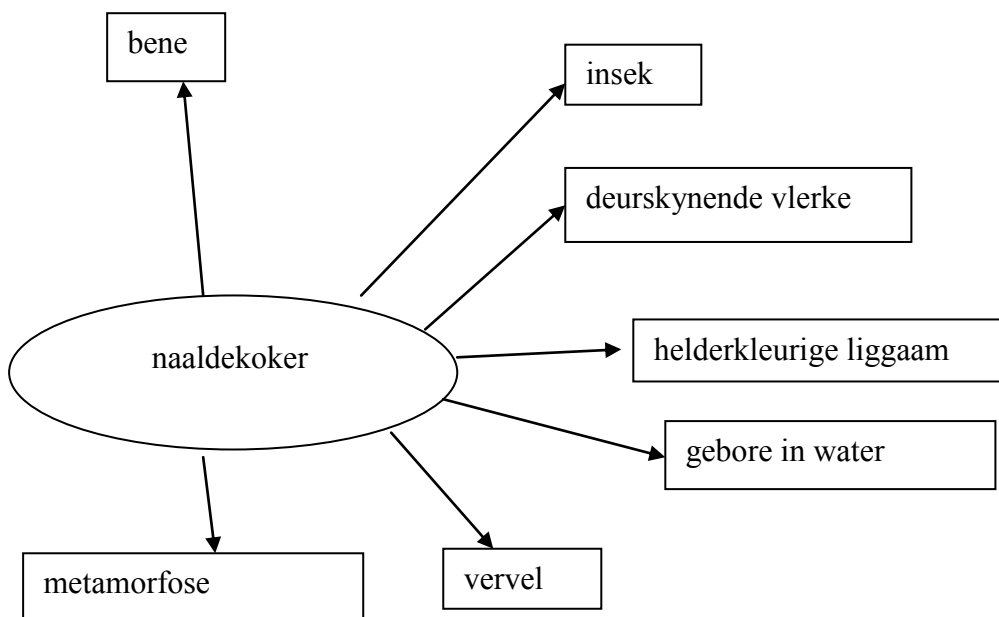 bene
insek
deurskynende vlerke
naaldekoker
helderkleurige liggaam
gebore in water
metamorfose
vervel